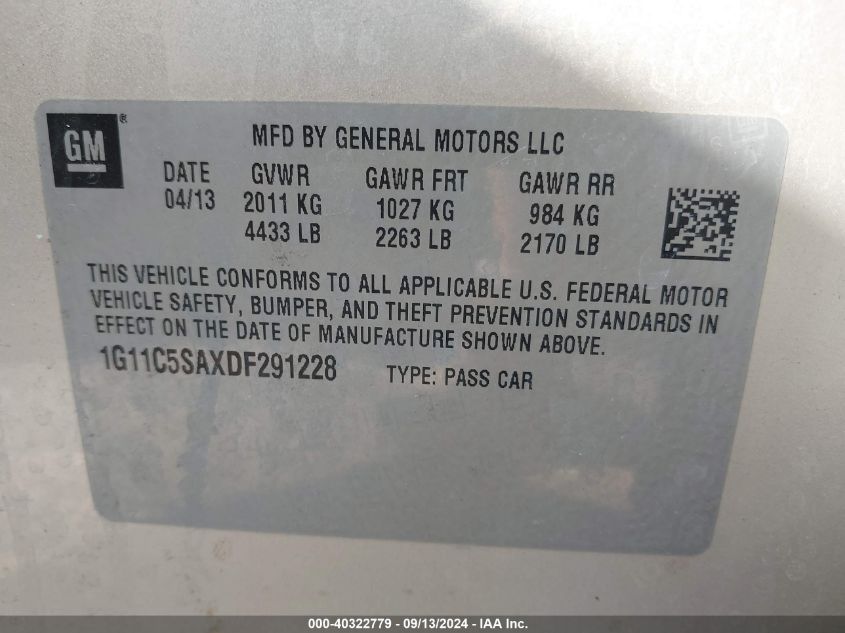 GM ®
MFD BY GENERAL MOTORS LLC
DATE GVWR GAWR FRT GAWR RR
04/13 2011 KG 1027 KG 984 KG
4433 LB 2263 LB 2170 LB
THIS VEHICLE CONFORMS TO ALL APPLICABLE U.S. FEDERAL MOTOR
VEHICLE SAFETY, BUMPER, AND THEFT PREVENTION STANDARDS IN
EFFECT ON THE DATE OF MANUFACTURE SHOWN ABOVE.
1G11C5SAXDF291228 TYPE: PASS CAR
000-40322779 - 09/13/2024 - IAA Inc.